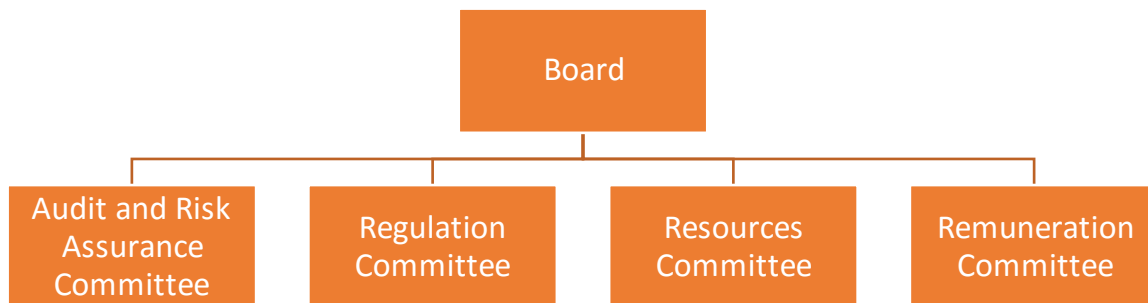 Board
Audit and Risk
Assurance
Committee
Regulation
Committee
Resources
Committee
Remuneration
Committee